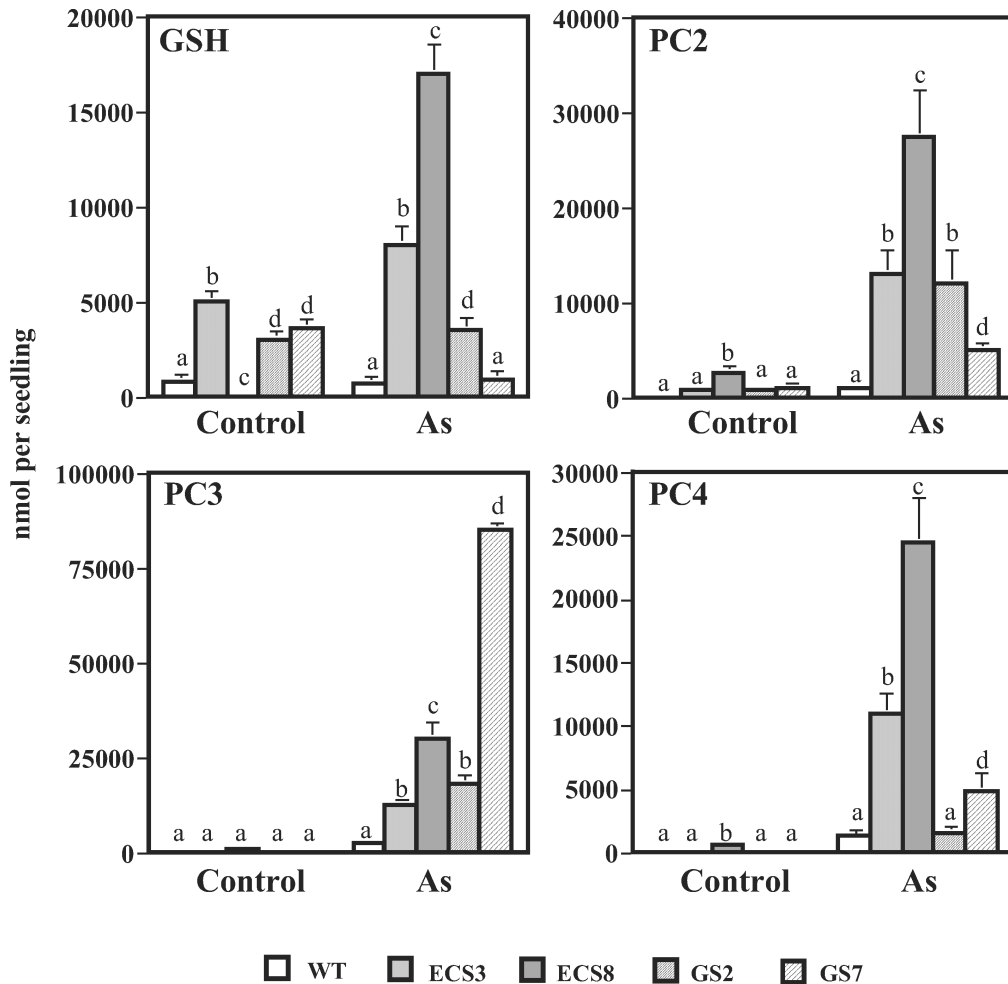 nmol per seedling
GSH
20000
15000
10000
5000
0
a b c d d
a b c d a
Control As
PC2
40000
30000
20000
10000
0
a a b a a
a b c b d
Control As
PC3
100000
75000
50000
25000
0
a a a a a
a b c b d
Control As
PC4
30000
25000
20000
15000
10000
5000
0
a a b a a
a b c a d
Control As
WT ECS3 ECS8 GS2 GS7